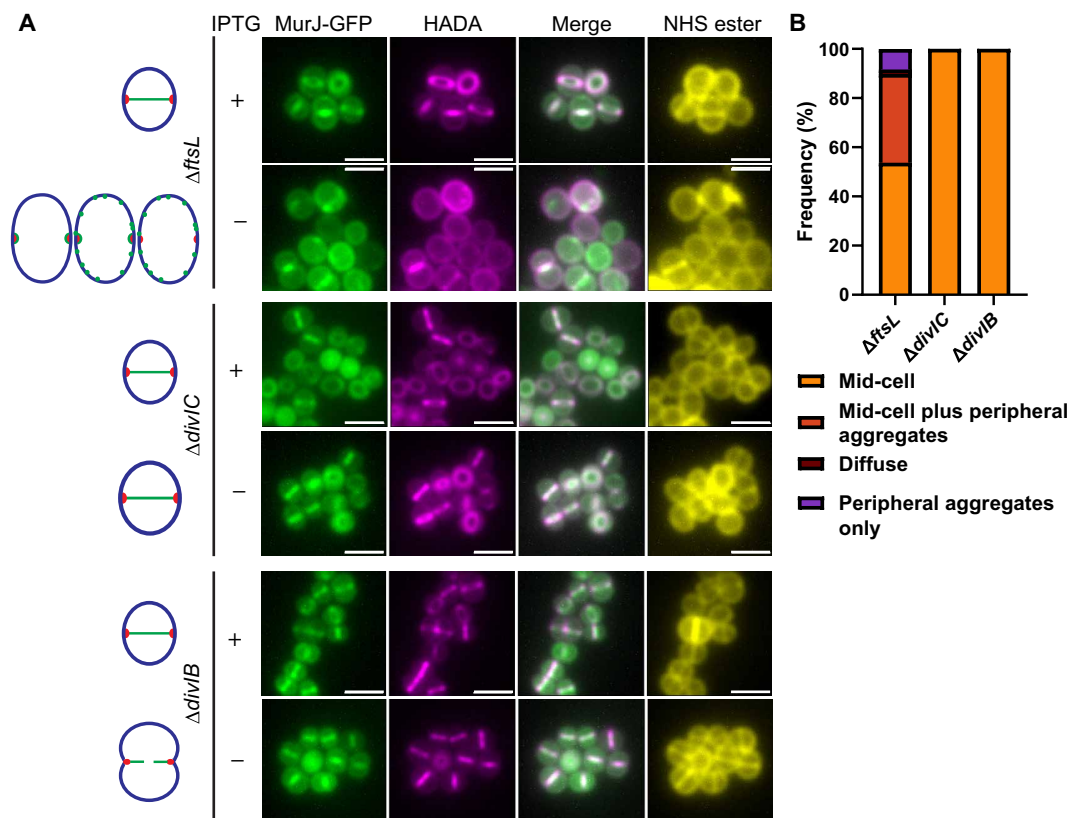 A
IPTG MurJ-GFP HADA Merge NHS ester
ΔftsL
+
−
ΔdivIC
+
−
ΔdivIB
+
−
B
Frequency (%)
100
80
60
40
20
0
ΔftsL ΔdivIC ΔdivIB
Mid-cell
Mid-cell plus peripheral
aggregates
Diffuse
Peripheral aggregates
only